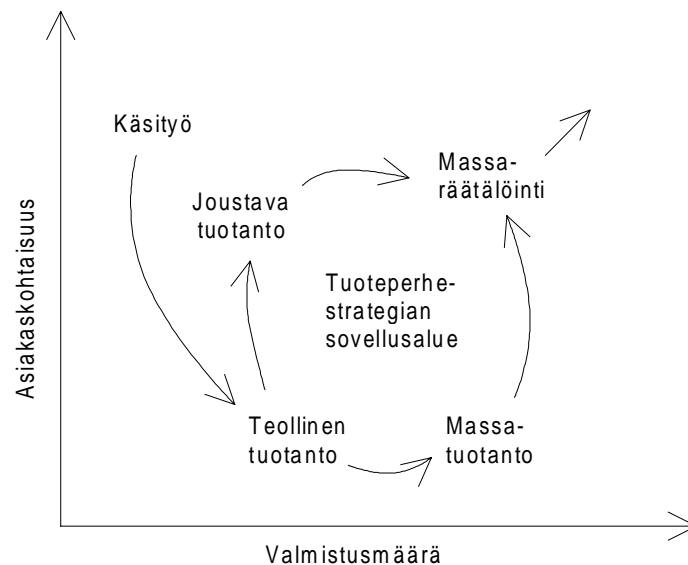 Asiakaskohtaisuus
Käsityö
Joustava
tuotanto
Massa-
räätälöinti
Tuoteperhe-
strategian
sovellusalue
Teollinen
tuotanto
Massa-
tuotanto
Valmistusmäärä